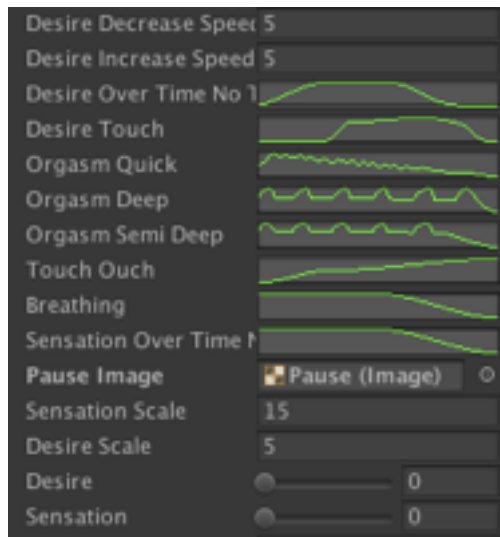 Desire Decrease Speed 5
Desire Increase Speed 5
Desire Over Time No T
Desire Touch
Orgasm Quick
Orgasm Deep
Orgasm Semi Deep
Touch Ouch
Breathing
Sensation Over Time N
Pause Image Pause (Image)
Sensation Scale 15
Desire Scale 5
Desire 0
Sensation 0